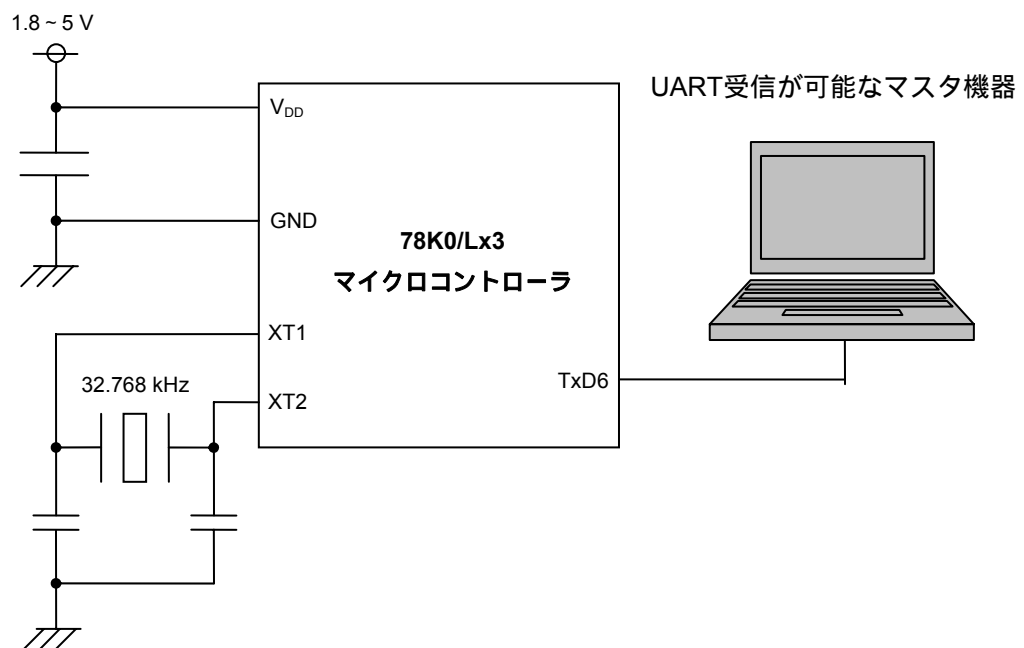 1.8 ~ 5 V
UART受信が可能なマスタ機器
VDD
GND
78K0/Lx3
マイクロコントローラ
XT1
32.768 kHz
XT2
TxD6